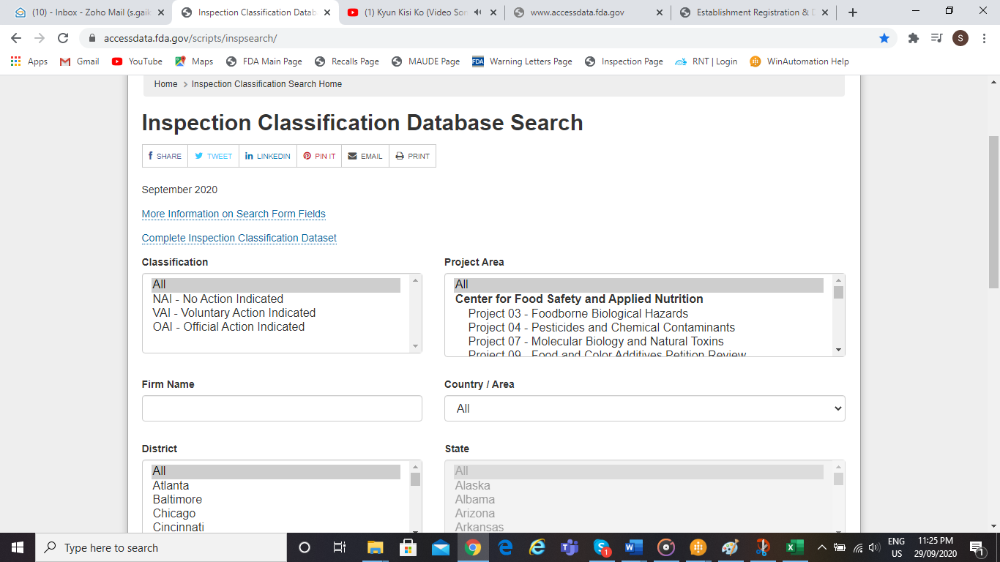 (10) - Inbox - Zoho Mail (s.gaik
Inspection Classification Datab
(1) Kyun Kisi Ko (Video Son
www.accessdata.fda.gov
Establishment Registration & D
accessdata.fda.gov/scripts/inspsearch/
S
Apps
Gmail
YouTube
Maps
FDA Main Page
Recalls Page
MAUDE Page
FDA
Warning Letters Page
Inspection Page
RNT | Login
WinAutomation Help
Home > Inspection Classification Search Home
Inspection Classification Database Search
f SHARE
TWEET
in LINKEDIN
PIN IT
EMAIL
PRINT
September 2020
More Information on Search Form Fields
Complete Inspection Classification Dataset
Classification
All
NAI - No Action Indicated
VAI - Voluntary Action Indicated
OAI - Official Action Indicated
Project Area
All
Center for Food Safety and Applied Nutrition
Project 03 - Foodborne Biological Hazards
Project 04 - Pesticides and Chemical Contaminants
Project 07 - Molecular Biology and Natural Toxins
Project 09 - Food and Color Additives Petition Review
Firm Name
Country / Area
All
District
All
Atlanta
Baltimore
Chicago
Cincinnati
State
All
Alaska
Albama
Arizona
Arkansas
Type here to search
1
ENG
US
11:25 PM
29/09/2020
1